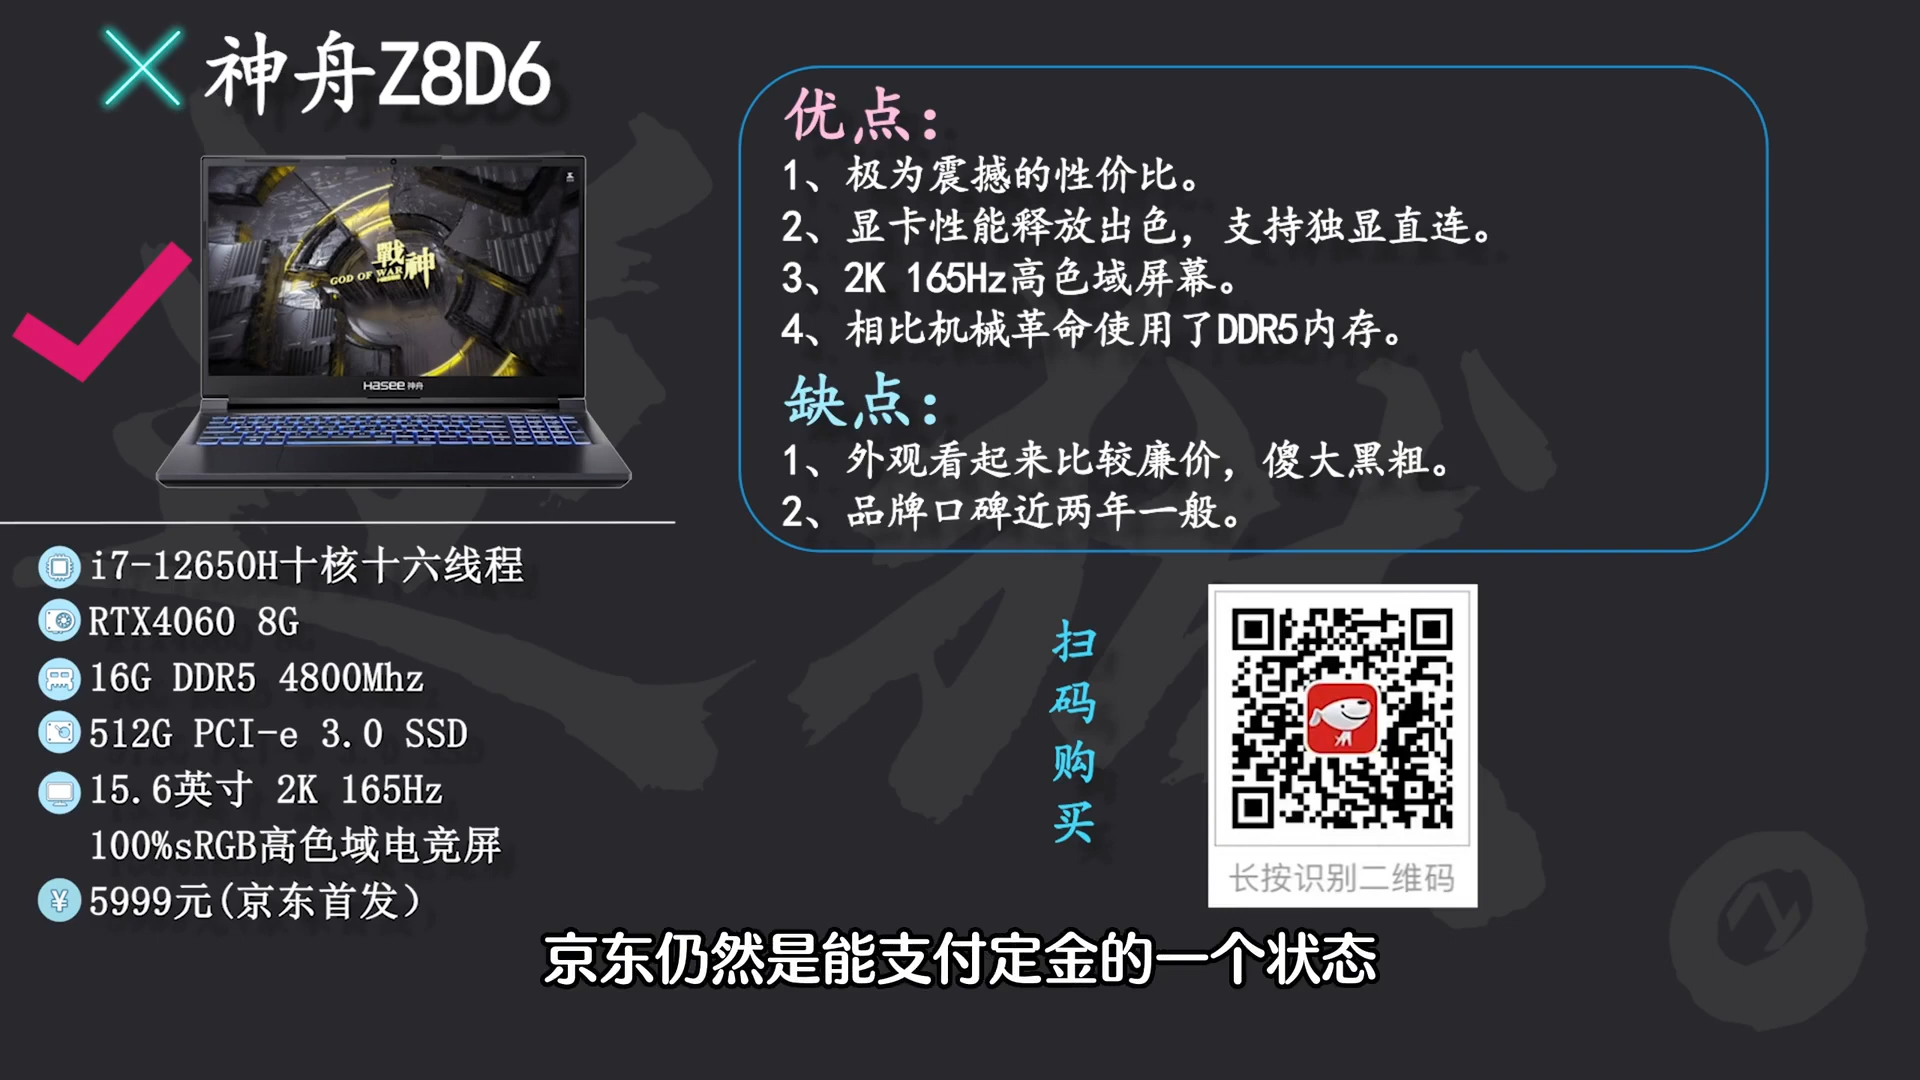 神舟Z8D6
戰神
GOD OF WAR
Hasee 神舟
i7-12650H十核十六线程
RTX4060 8G
16G DDR5 4800Mhz
512G PCI-e 3.0 SSD
15.6英寸 2K 165Hz
100%sRGB高色域电竞屏
¥ 5999元(京东首发)
优点：
1、极为震撼的性价比。
2、显卡性能释放出色，支持独显直连。
3、2K 165Hz高色域屏幕。
4、相比机械革命使用了DDR5内存。
缺点：
1、外观看起来比较廉价，傻大黑粗。
2、品牌口碑近两年一般。
扫码购买
长按识别二维码
京东仍然是能支付定金的一个状态